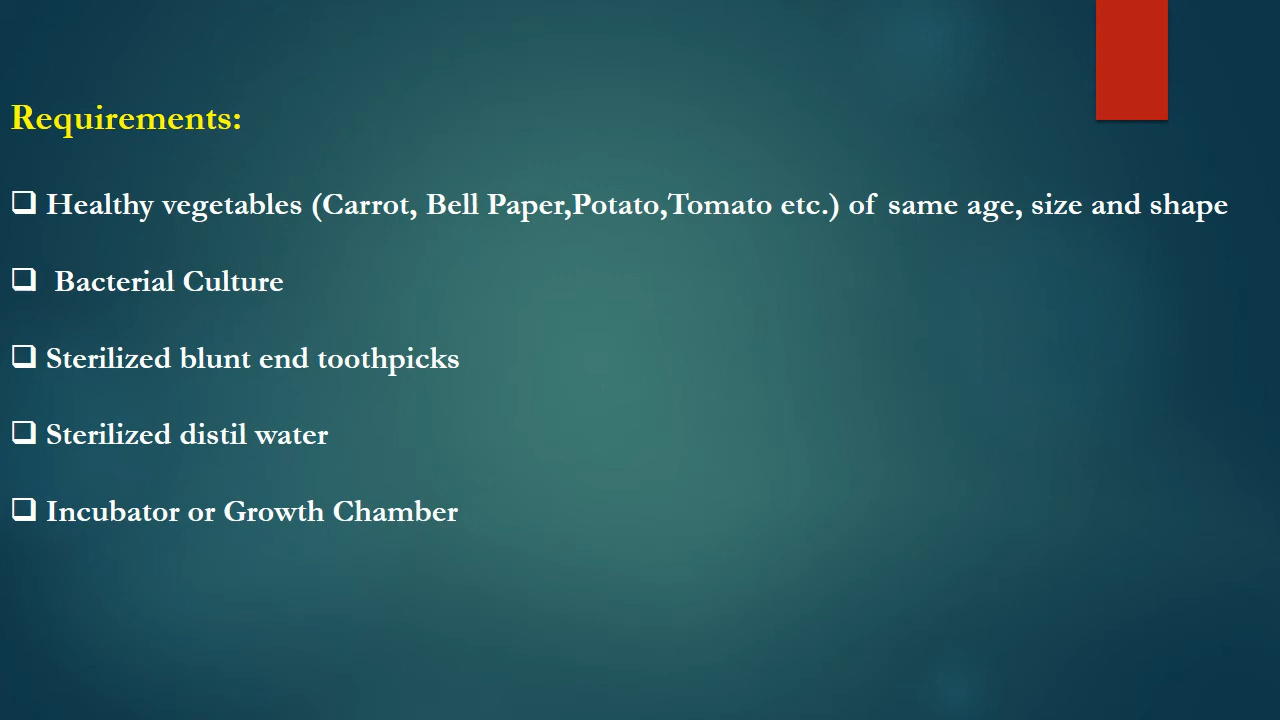 Requirements:
❑ Healthy vegetables (Carrot, Bell Paper,Potato,Tomato etc.) of same age, size and shape
❑ Bacterial Culture
❑ Sterilized blunt end toothpicks
❑ Sterilized distil water
❑ Incubator or Growth Chamber